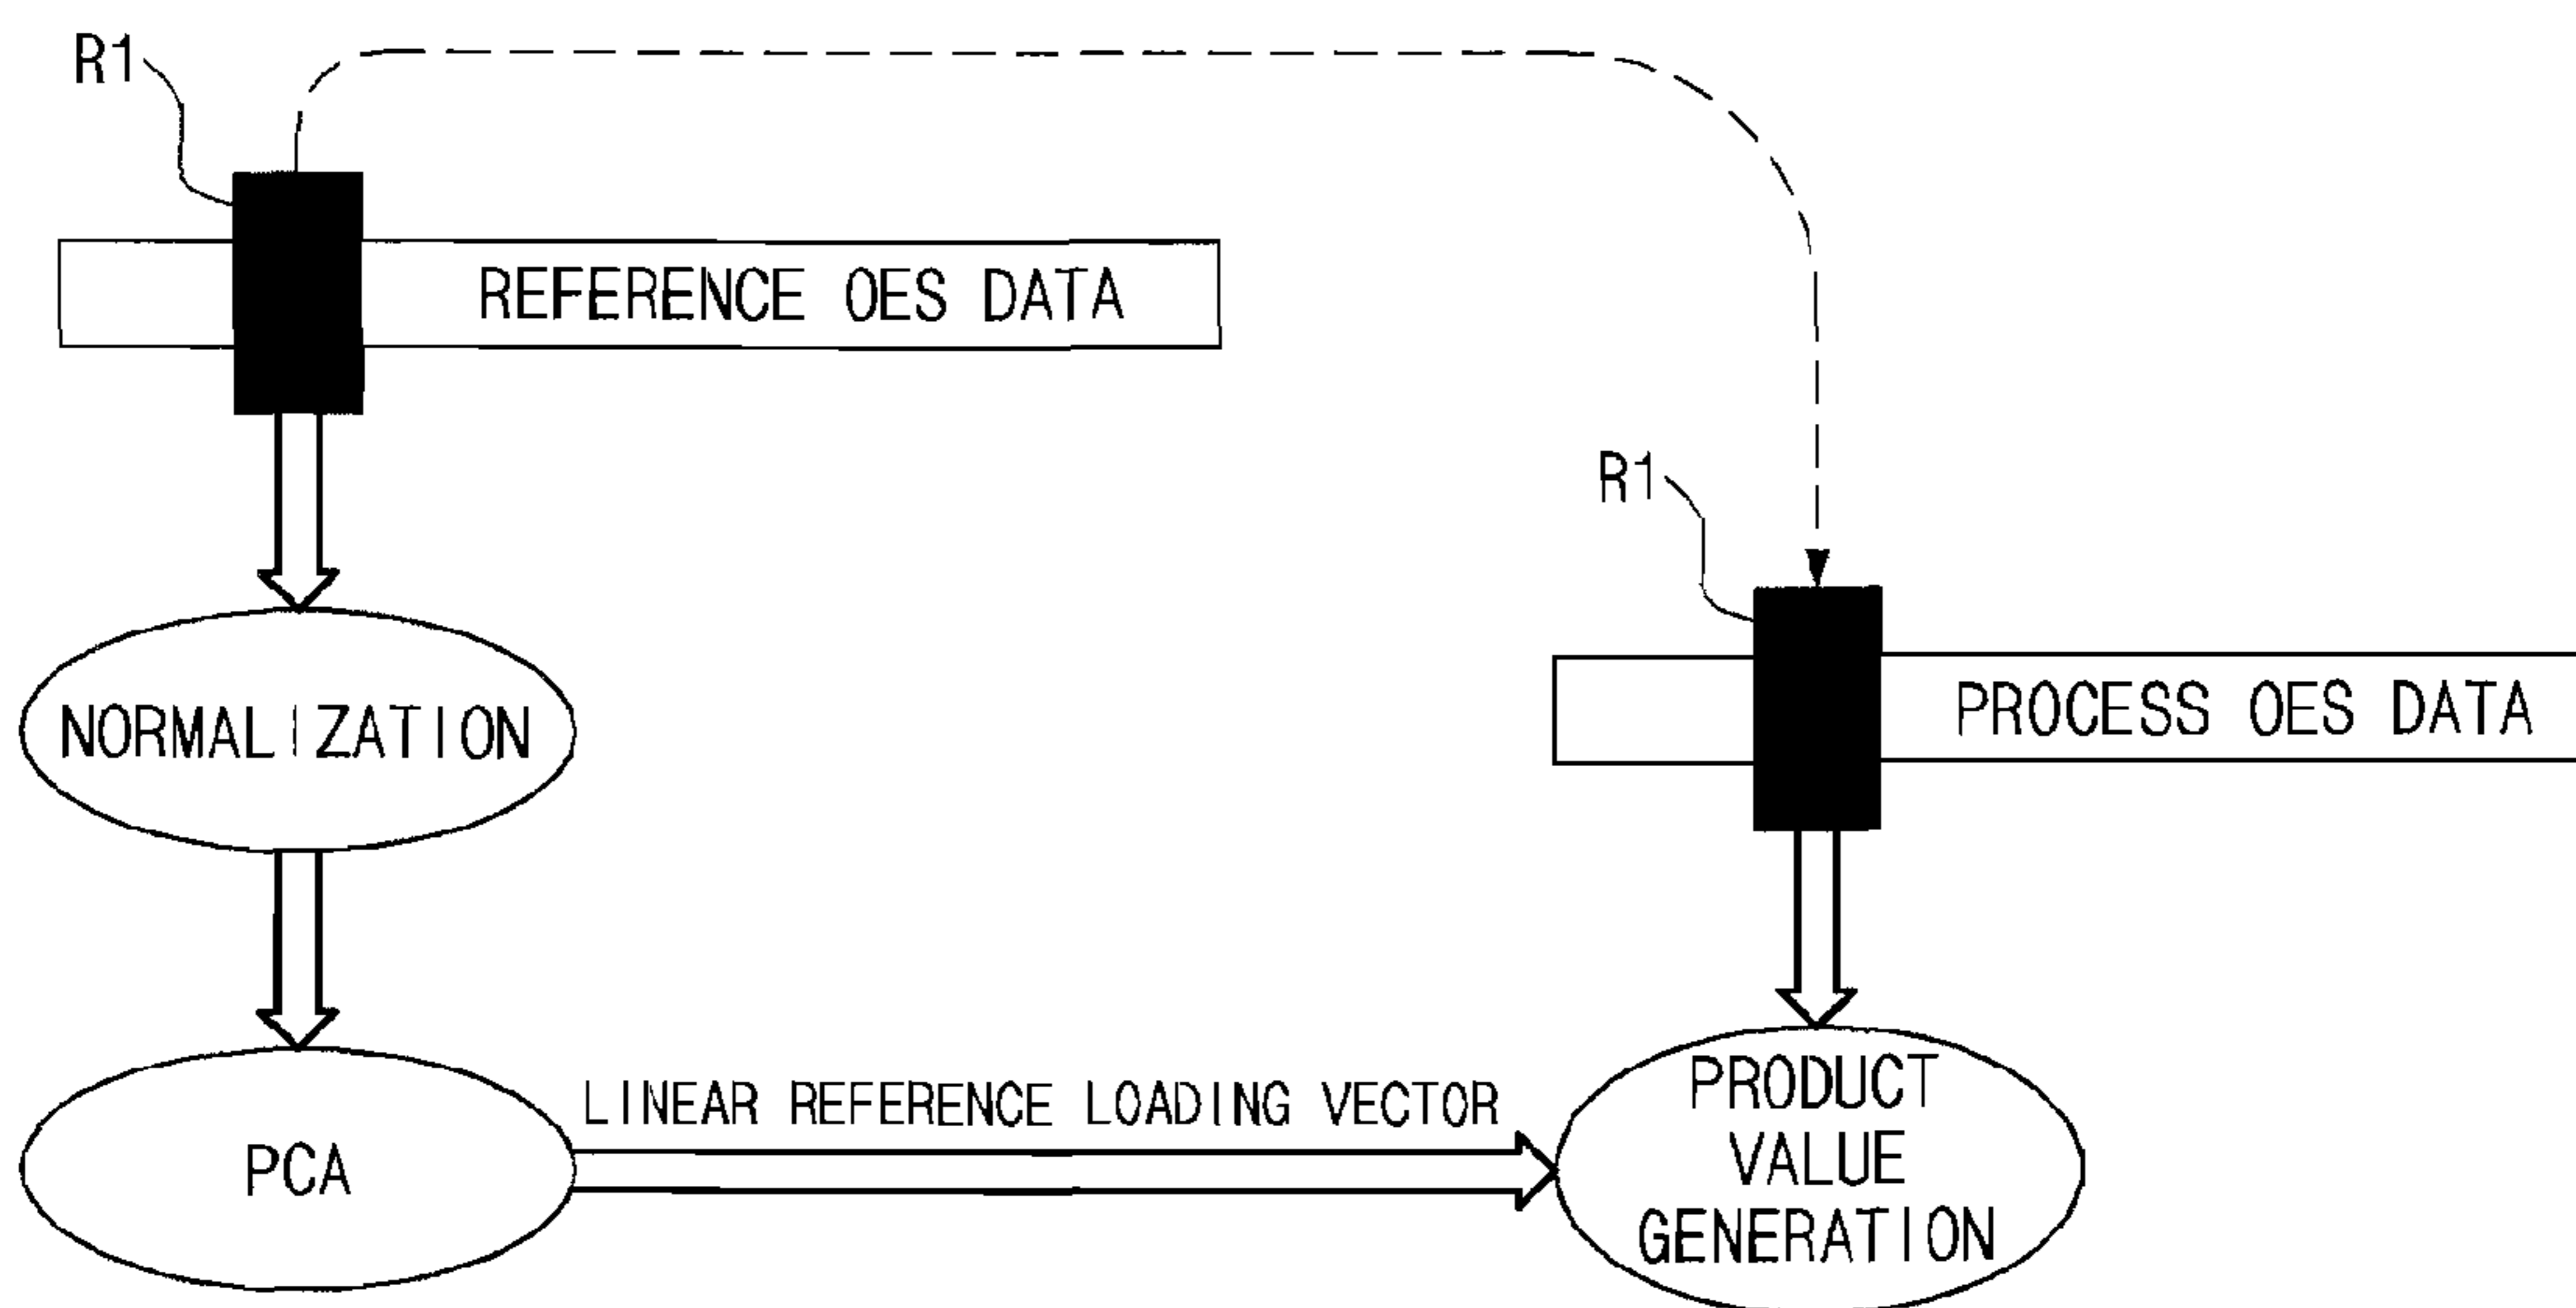 R1
REFERENCE OES DATA
R1
NORMALIZATION
PROCESS OES DATA
LINEAR REFERENCE LOADING VECTOR
PCA
PRODUCT
VALUE
GENERATION